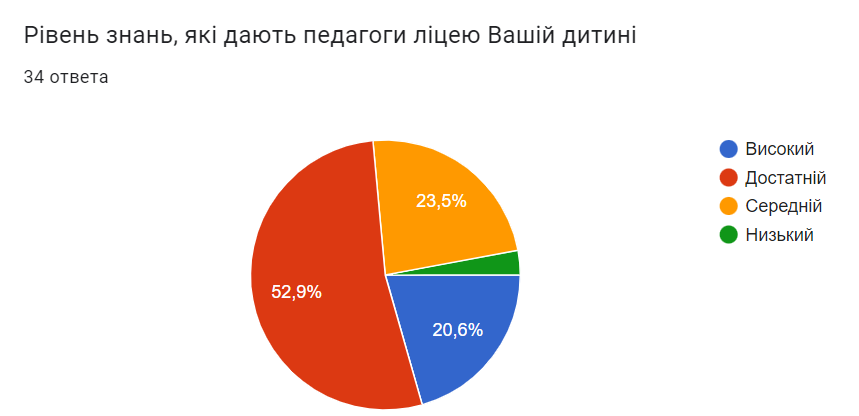 Рівень знань, які дають педагоги ліцею Вашій дитині
34 ответа
Високий
Достатній
Середній
Низький
23,5%
52,9%
20,6%